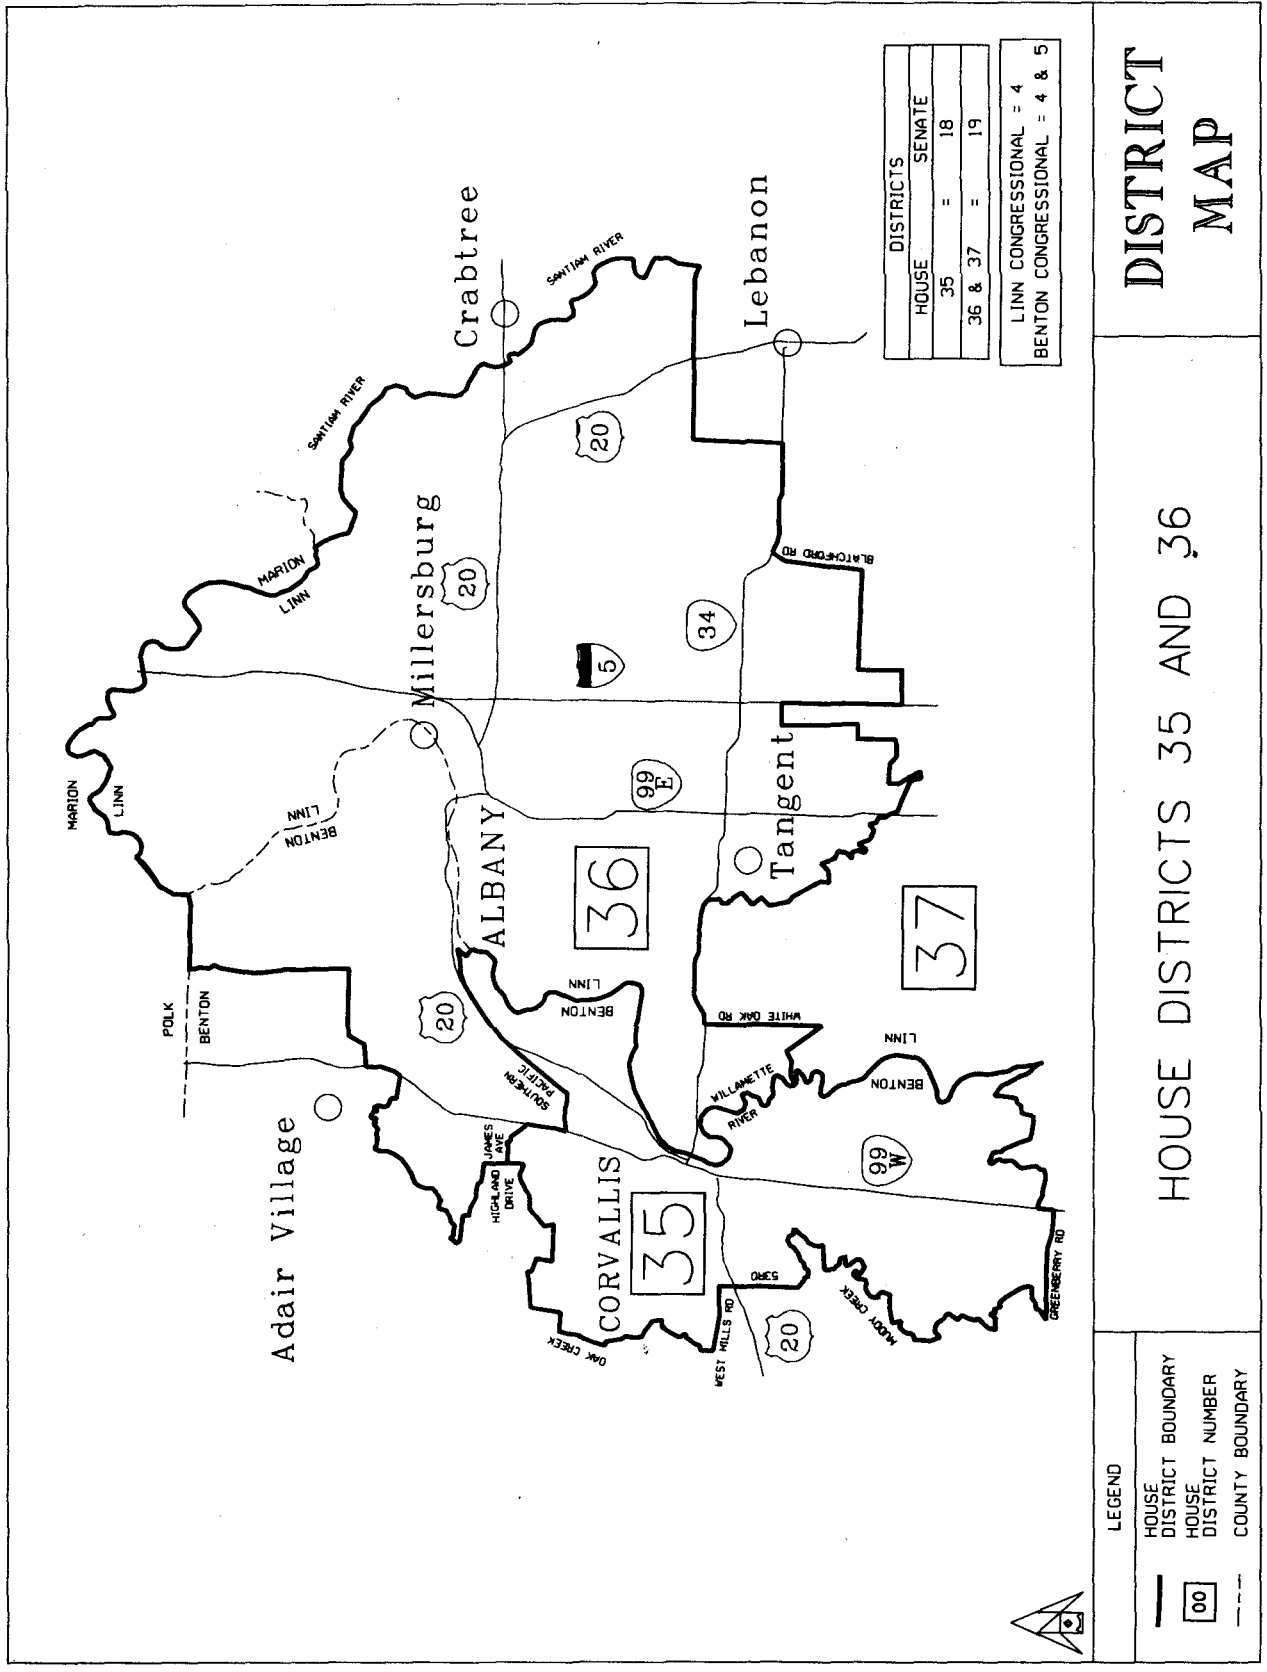 DISTRICT
MAP
HOUSE DISTRICTS 35 AND 36
LEGEND
HOUSE
DISTRICT BOUNDARY
00
HOUSE
DISTRICT NUMBER
COUNTY BOUNDARY
DISTRICTS
HOUSE SENATE
35 = 18
36 & 37 = 19
LINN CONGRESSIONAL = 4
BENTON CONGRESSIONAL = 4 & 5
MARION
LINN
POLK
BENTON
LINN
BENTON
MARION
LINN
SANTIAM RIVER
SANTIAM RIVER
Adair Village
Millersburg
Crabtree
20
20
20
ALBANY
SOUTHERN
PACIFIC
JAMES
AVE
HIGHLAND
DRIVE
LINN
BENTON
36
5
99
E
34
Lebanon
OAK CREEK
CORVALLIS
35
WEST HILLS RD
53RD
20
WILLAMETTE
RIVER
WHITE OAK RD
Tangent
BLATCHFORD RD
MUDDY CREEK
99
W
LINN
BENTON
37
GREENBERRY RD